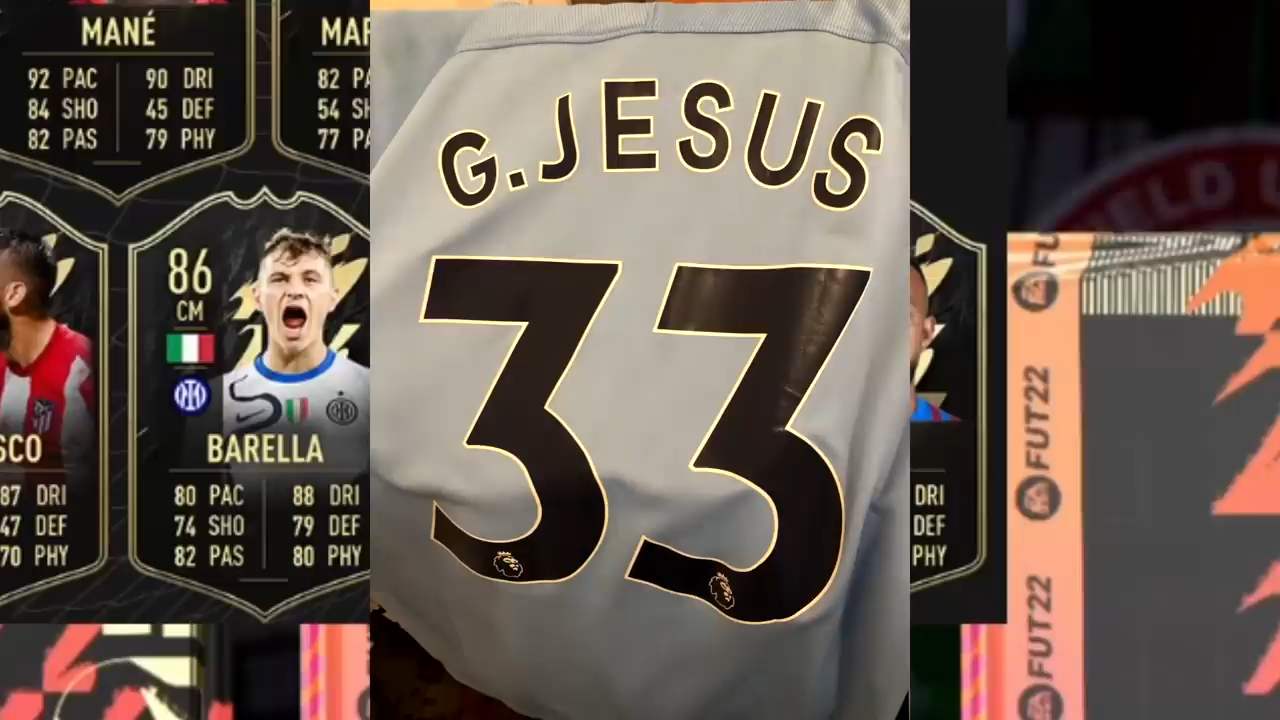 MANÉ
92 PAC 90 DRI
84 SHO 45 DEF
82 PAS 79 PHY
82
54
77
G.JESUS
33
86
CM
BARELLA
80 PAC 88 DRI
74 SHO 79 DEF
82 PAS 80 PHY
87 DRI
47 DEF
70 PHY
DRI
DEF
PHY
FUT22
FUT22